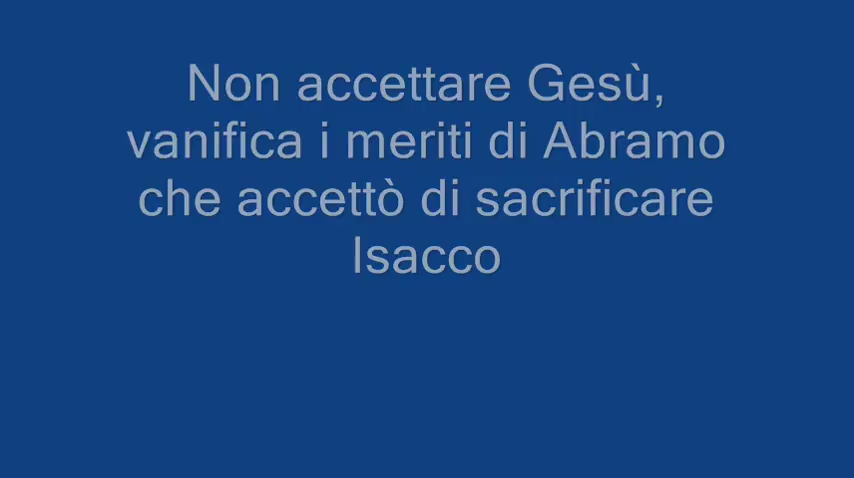 Non accettare Gesù,
vanifica i meriti di Abramo
che accettò di sacrificare
Isacco